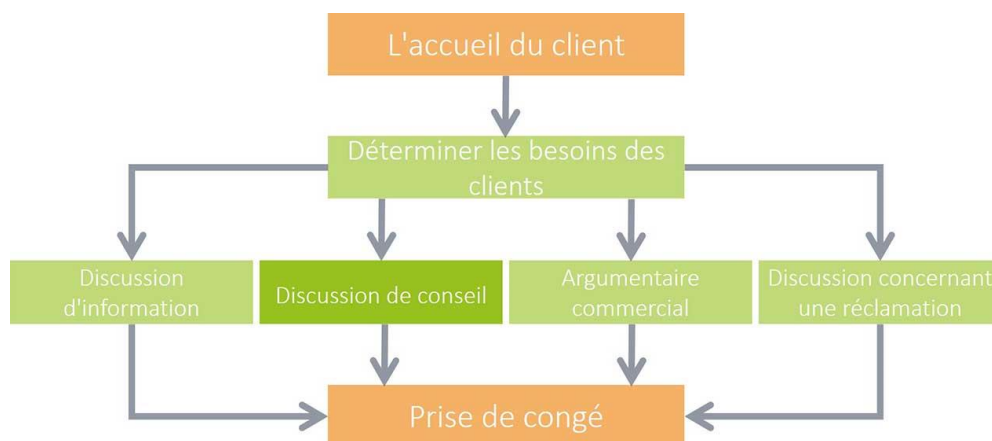 L'accueil du client
Déterminer les besoins des
clients
Discussion
d'information
Discussion de conseil
Argumentaire
commercial
Discussion concernant
une réclamation
Prise de congé